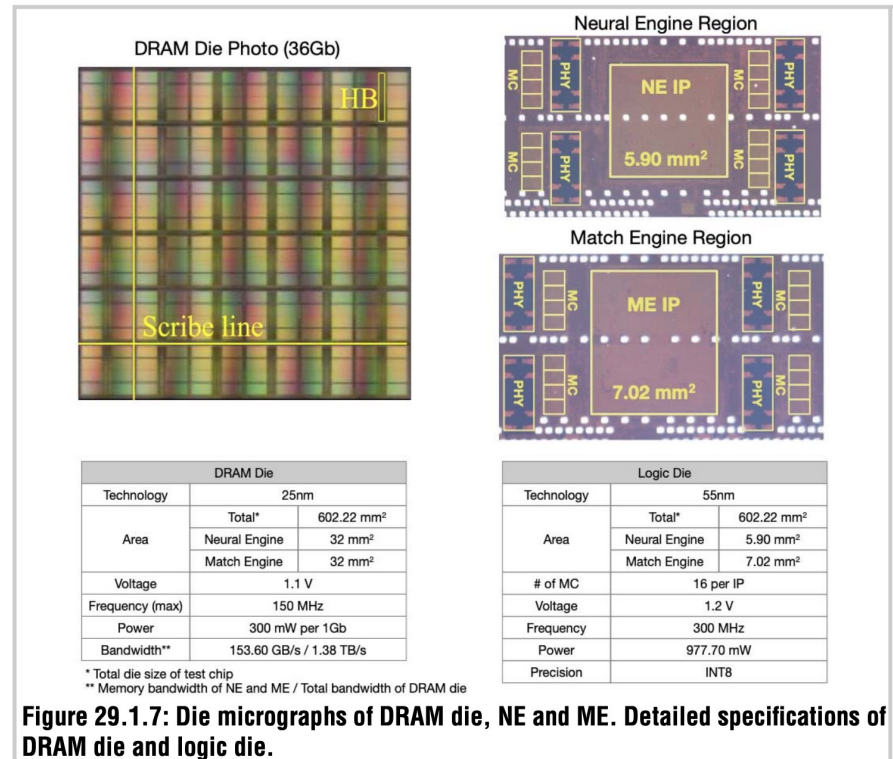 DRAM Die Photo (36Gb)
HB
Scribe line
Neural Engine Region
MC
PHY
NE IP
MC
PHY
MC
PHY
5.90 mm²
MC
PHY
Match Engine Region
PHY
MC
ME IP
PHY
MC
PHY
MC
7.02 mm²
PHY
MC
DRAM Die
Technology 25nm
Area Total* 602.22 mm²
Neural Engine 32 mm²
Match Engine 32 mm²
Voltage 1.1 V
Frequency (max) 150 MHz
Power 300 mW per 1Gb
Bandwidth** 153.60 GB/s / 1.38 TB/s
* Total die size of test chip
** Memory bandwidth of NE and ME / Total bandwidth of DRAM die
Logic Die
Technology 55nm
Area Total* 602.22 mm²
Neural Engine 5.90 mm²
Match Engine 7.02 mm²
# of MC 16 per IP
Voltage 1.2 V
Frequency 300 MHz
Power 977.70 mW
Precision INT8
Figure 29.1.7: Die micrographs of DRAM die, NE and ME. Detailed specifications of
DRAM die and logic die.